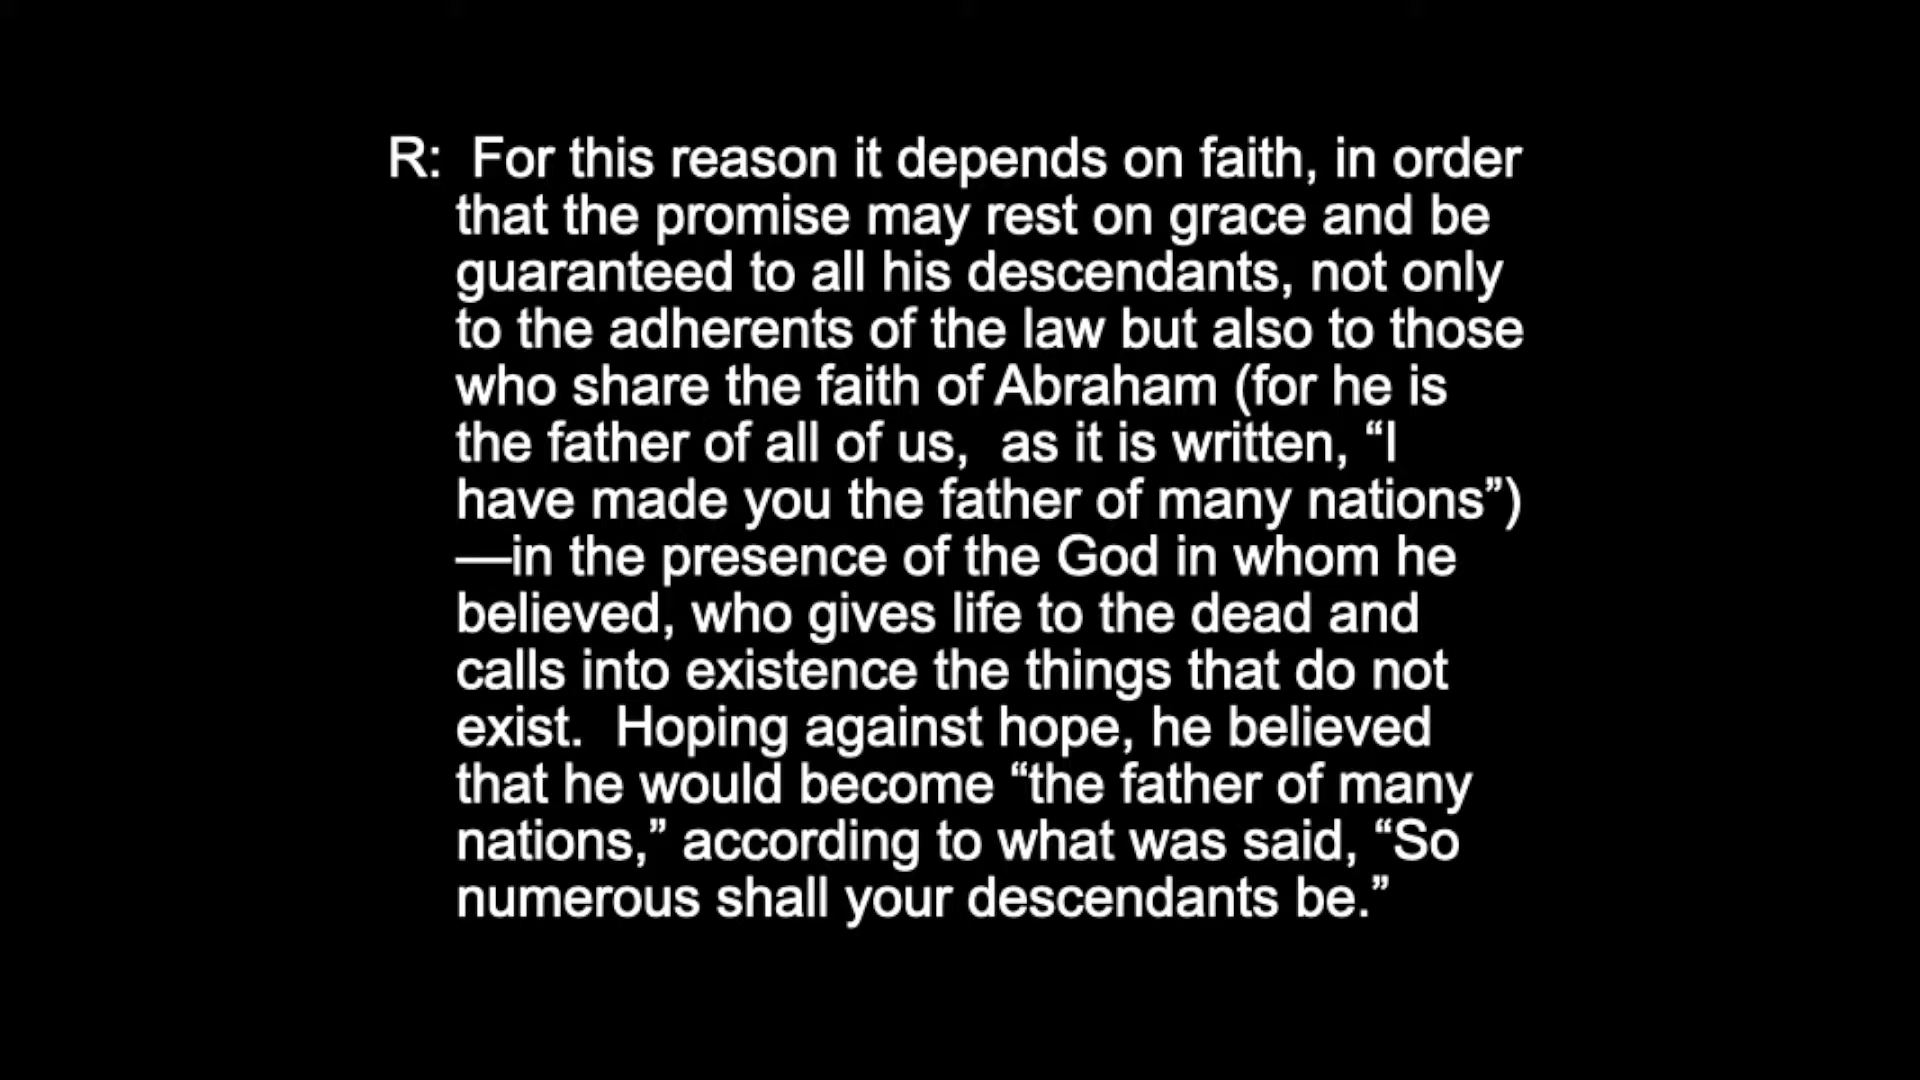 R:  For this reason it depends on faith, in order
that the promise may rest on grace and be
guaranteed to all his descendants, not only
to the adherents of the law but also to those
who share the faith of Abraham (for he is
the father of all of us,  as it is written, “I
have made you the father of many nations”)
—in the presence of the God in whom he
believed, who gives life to the dead and
calls into existence the things that do not
exist.  Hoping against hope, he believed
that he would become “the father of many
nations,” according to what was said, “So
numerous shall your descendants be.”